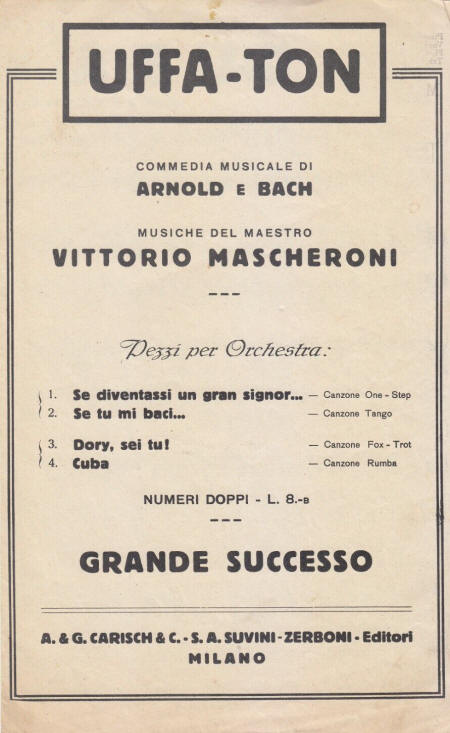 UFFA-TON
COMMEDIA MUSICALE DI
ARNOLD E BACH
MUSICHE DEL MAESTRO
VITTORIO MASCHERONI
Pezzi per Orchestra:
1. Se diventassi un gran signor... — Canzone One-Step
2. Se tu mi baci... — Canzone Tango
3. Dory, sei tu! — Canzone Fox-Trot
4. Cuba — Canzone Rumba
NUMERI DOPPI - L. 8.-B
GRANDE SUCCESSO
A. & G. CARISCH & C. - S. A. SUVINI-ZERBONI - Editori
MILANO